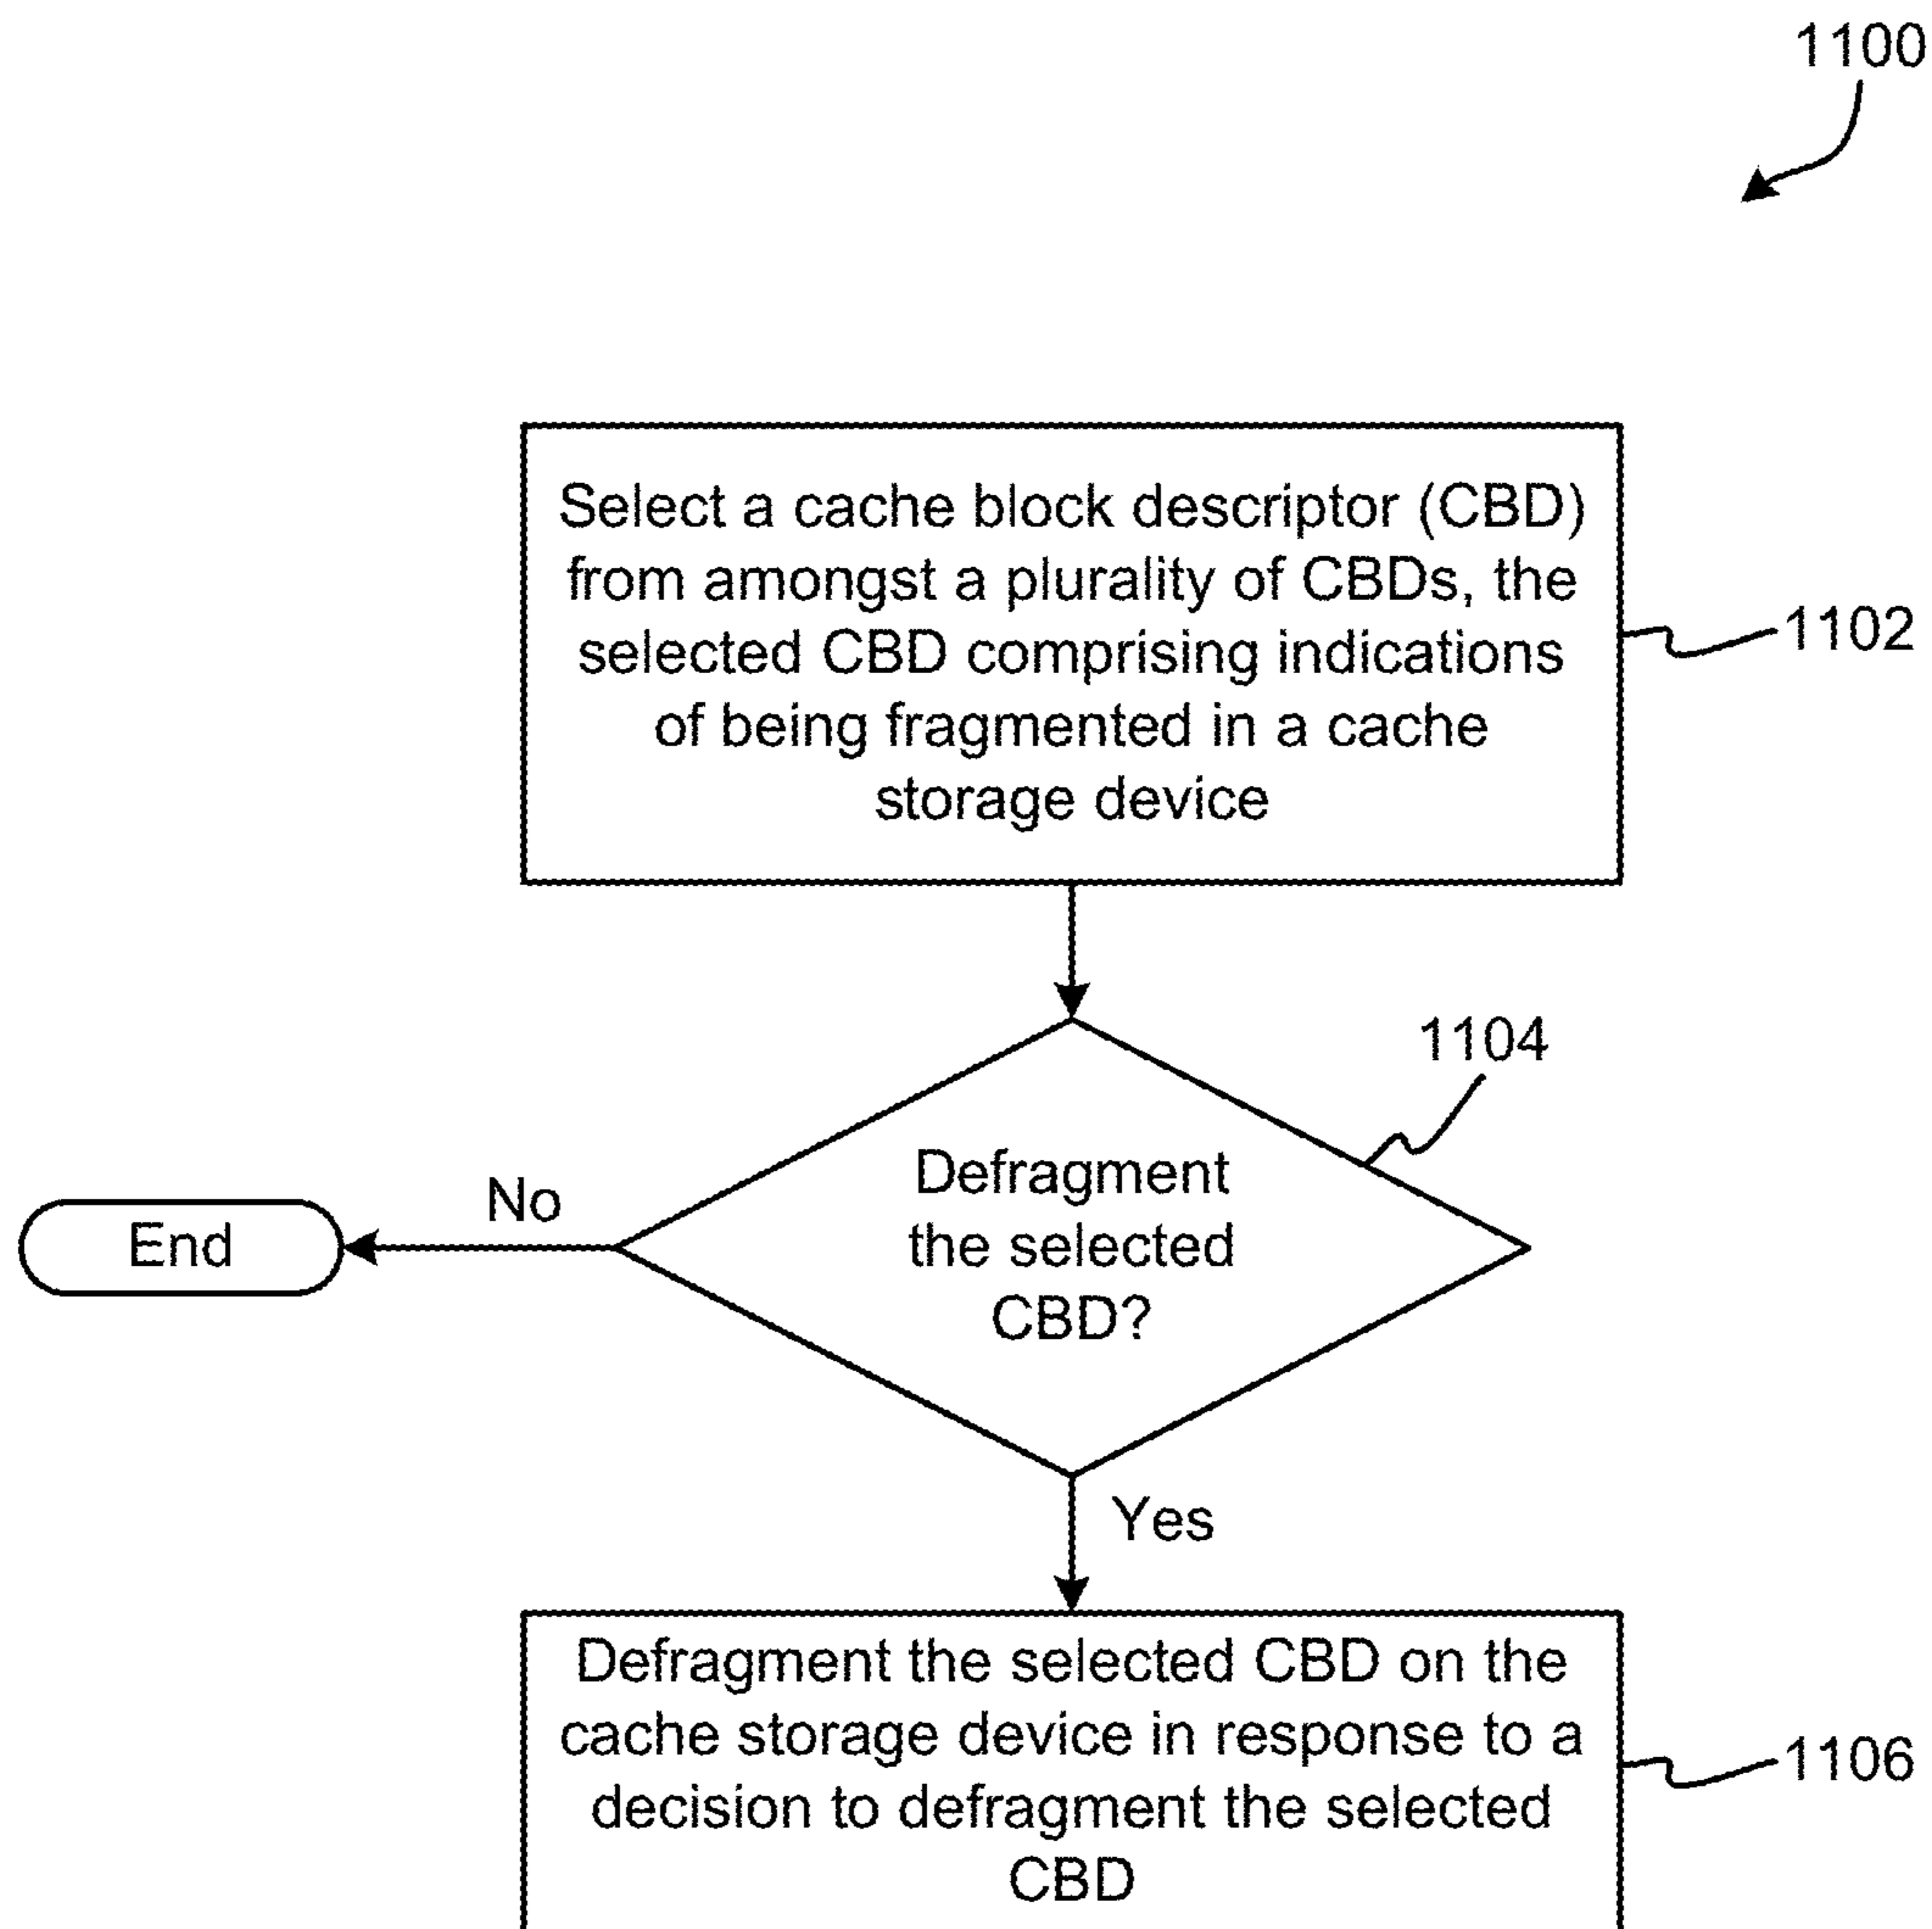 1100
Select a cache block descriptor (CBD)
from amongst a plurality of CBDs, the
selected CBD comprising indications
of being fragmented in a cache
storage device
1102
1104
Defragment
the selected
CBD?
No
End
Yes
Defragment the selected CBD on the
cache storage device in response to a
decision to defragment the selected
CBD
1106